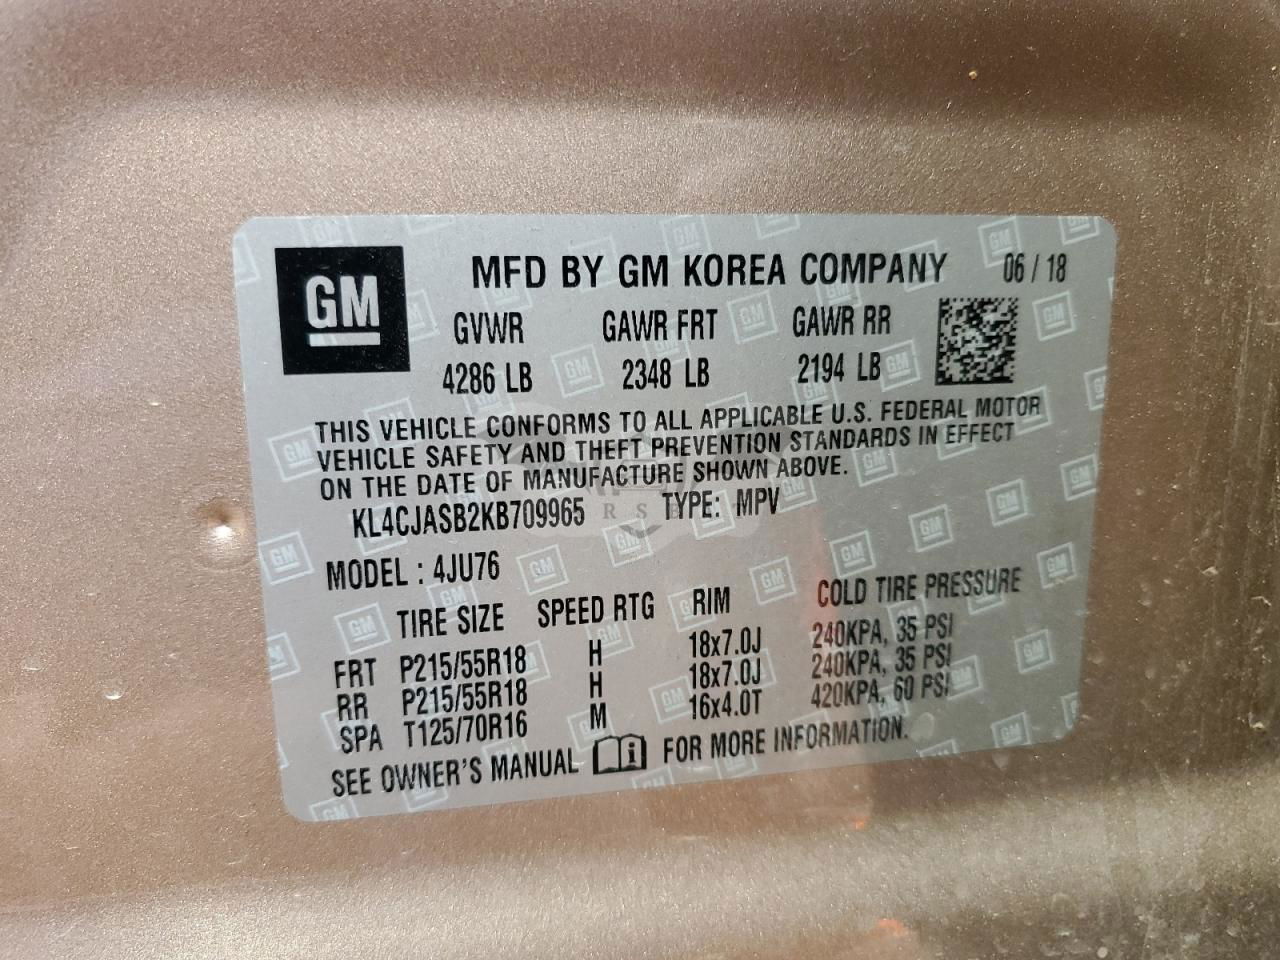 GM MFD BY GM KOREA COMPANY 06 / 18
GVWR GAWR FRT GAWR RR
4286 LB 2348 LB 2194 LB
THIS VEHICLE CONFORMS TO ALL APPLICABLE U.S. FEDERAL MOTOR
VEHICLE SAFETY AND THEFT PREVENTION STANDARDS IN EFFECT
ON THE DATE OF MANUFACTURE SHOWN ABOVE.
KL4CJASB2KB709965 TYPE: MPV
MODEL : 4JU76
TIRE SIZE SPEED RTG RIM COLD TIRE PRESSURE
FRT P215/55R18 H 18x7.0J 240KPA, 35 PSI
RR P215/55R18 H 18x7.0J 240KPA, 35 PSI
SPA T125/70R16 M 16x4.0T 420KPA, 60 PSI
SEE OWNER'S MANUAL FOR MORE INFORMATION.